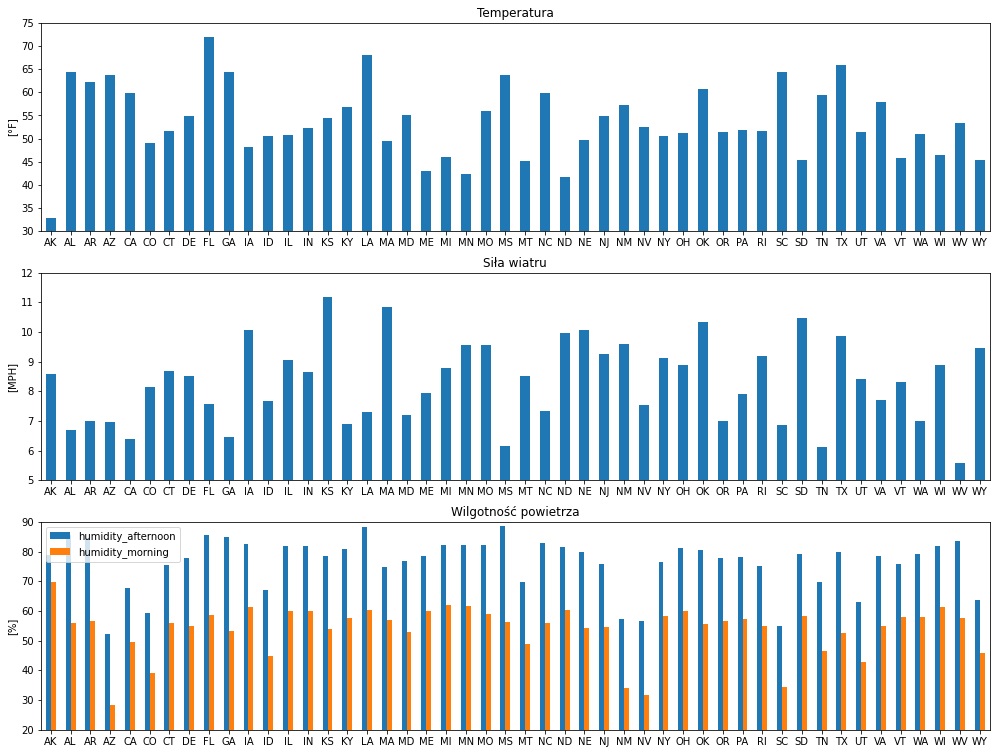 Temperatura
[°F]
75
70
65
60
55
50
45
40
35
30
AK AL AR AZ CA CO CT DE FL GA IA ID IL IN KS KY LA MA MD ME MI MN MO MS MT NC ND NE NJ NM NV NY OH OK OR PA RI SC SD TN TX UT VA VT WA WI WV WY
Siła wiatru
[MPH]
12
11
10
9
8
7
6
5
AK AL AR AZ CA CO CT DE FL GA IA ID IL IN KS KY LA MA MD ME MI MN MO MS MT NC ND NE NJ NM NV NY OH OK OR PA RI SC SD TN TX UT VA VT WA WI WV WY
Wilgotność powietrza
[%]
90
80
70
60
50
40
30
20
humidity_afternoon
humidity_morning
AK AL AR AZ CA CO CT DE FL GA IA ID IL IN KS KY LA MA MD ME MI MN MO MS MT NC ND NE NJ NM NV NY OH OK OR PA RI SC SD TN TX UT VA VT WA WI WV WY